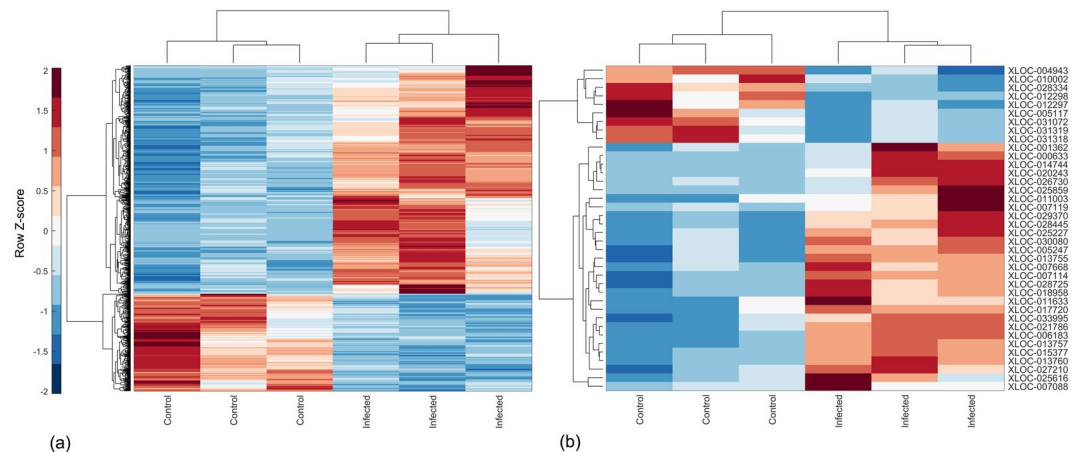 2
1.5
1
0.5
0
-0.5
-1
-1.5
-2
Row Z-score
Control
Control
Control
Infected
Infected
Infected
(a)
XLOC-004943
XLOC-010002
XLOC-028334
XLOC-012298
XLOC-012297
XLOC-005117
XLOC-031072
XLOC-031319
XLOC-031318
XLOC-001362
XLOC-000633
XLOC-014744
XLOC-020243
XLOC-026730
XLOC-025859
XLOC-011003
XLOC-007119
XLOC-029370
XLOC-028445
XLOC-025227
XLOC-030080
XLOC-005247
XLOC-013755
XLOC-007668
XLOC-007114
XLOC-028725
XLOC-018958
XLOC-011633
XLOC-017720
XLOC-033995
XLOC-021786
XLOC-006183
XLOC-013757
XLOC-015377
XLOC-013760
XLOC-027210
XLOC-025616
XLOC-007088
Control
Control
Control
Infected
Infected
Infected
(b)